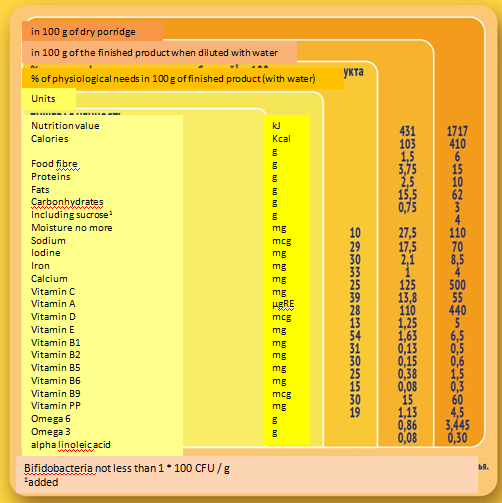 in 100 g of dry porridge
in 100 g of the finished product when diluted with water
% of physiological needs in 100 g of finished product (with water) укта
Units
Nutrition value kJ 431 1717
Calories Kcal 103 410
g 1,5 6
Food fibre g 3,75 15
Proteins g 2,5 10
Fats g 15,5 62
Carbonhydrates g 0,75 3
Including sucrose¹ g 4
Moisture no more mg 10 27,5 110
Sodium mcg 29 17,5 70
Iodine mg 30 2,1 8,5
Iron mg 33 1 4
Calcium mg 25 125 500
Vitamin C mg 39 13,8 55
Vitamin A µgRE 28 110 440
Vitamin D mcg 13 1,25 5
Vitamin E mg 54 1,63 6,5
Vitamin B1 mg 31 0,13 0,5
Vitamin B2 mg 30 0,15 0,6
Vitamin B5 mg 25 0,38 1,5
Vitamin B6 mg 15 0,08 0,3
Vitamin B9 mcg 30 15 60
Vitamin PP mg 19 1,13 4,5
Omega 6 g 0,86 3,445
Omega 3 g 0,08 0,30
alpha linoleic acid
Bifidobacteria not less than 1 * 100 CFU / g ья.
¹added